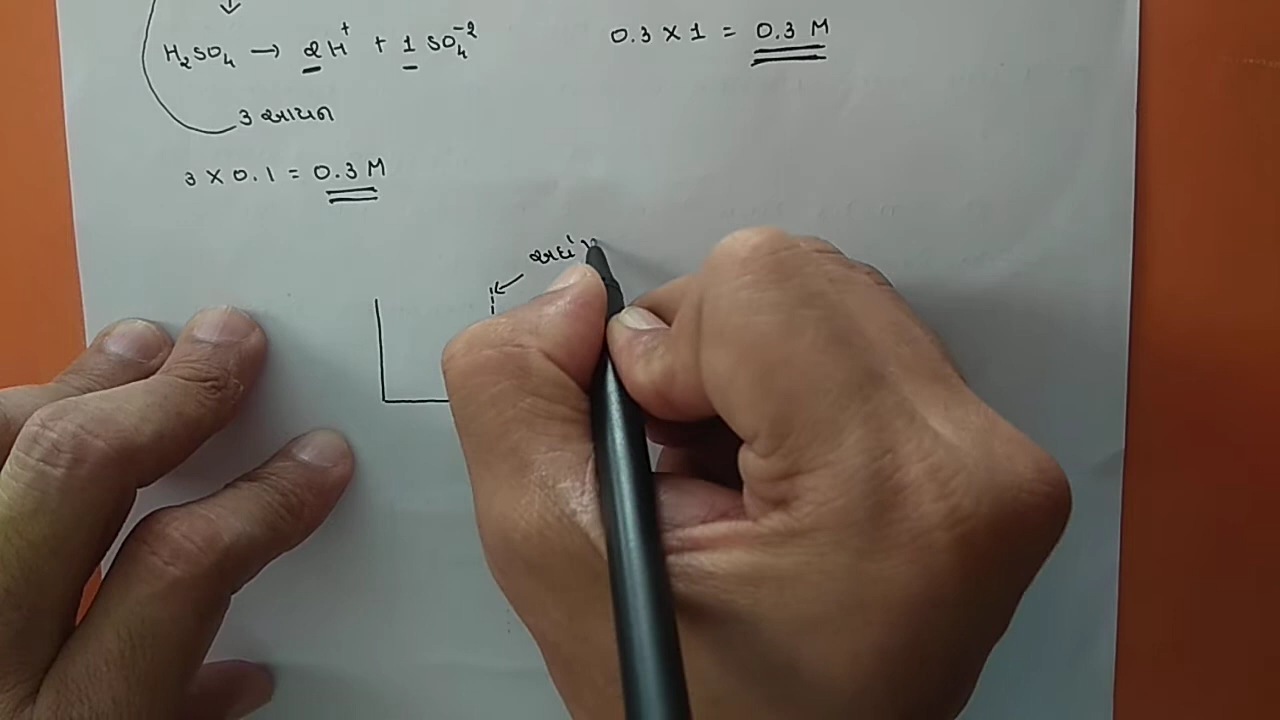 H₂SO₄ → 2H⁺ + 1 SO₄⁻²
0.3 X 1 = 0.3 M
3 આયન
3 X 0.1 = 0.3 M